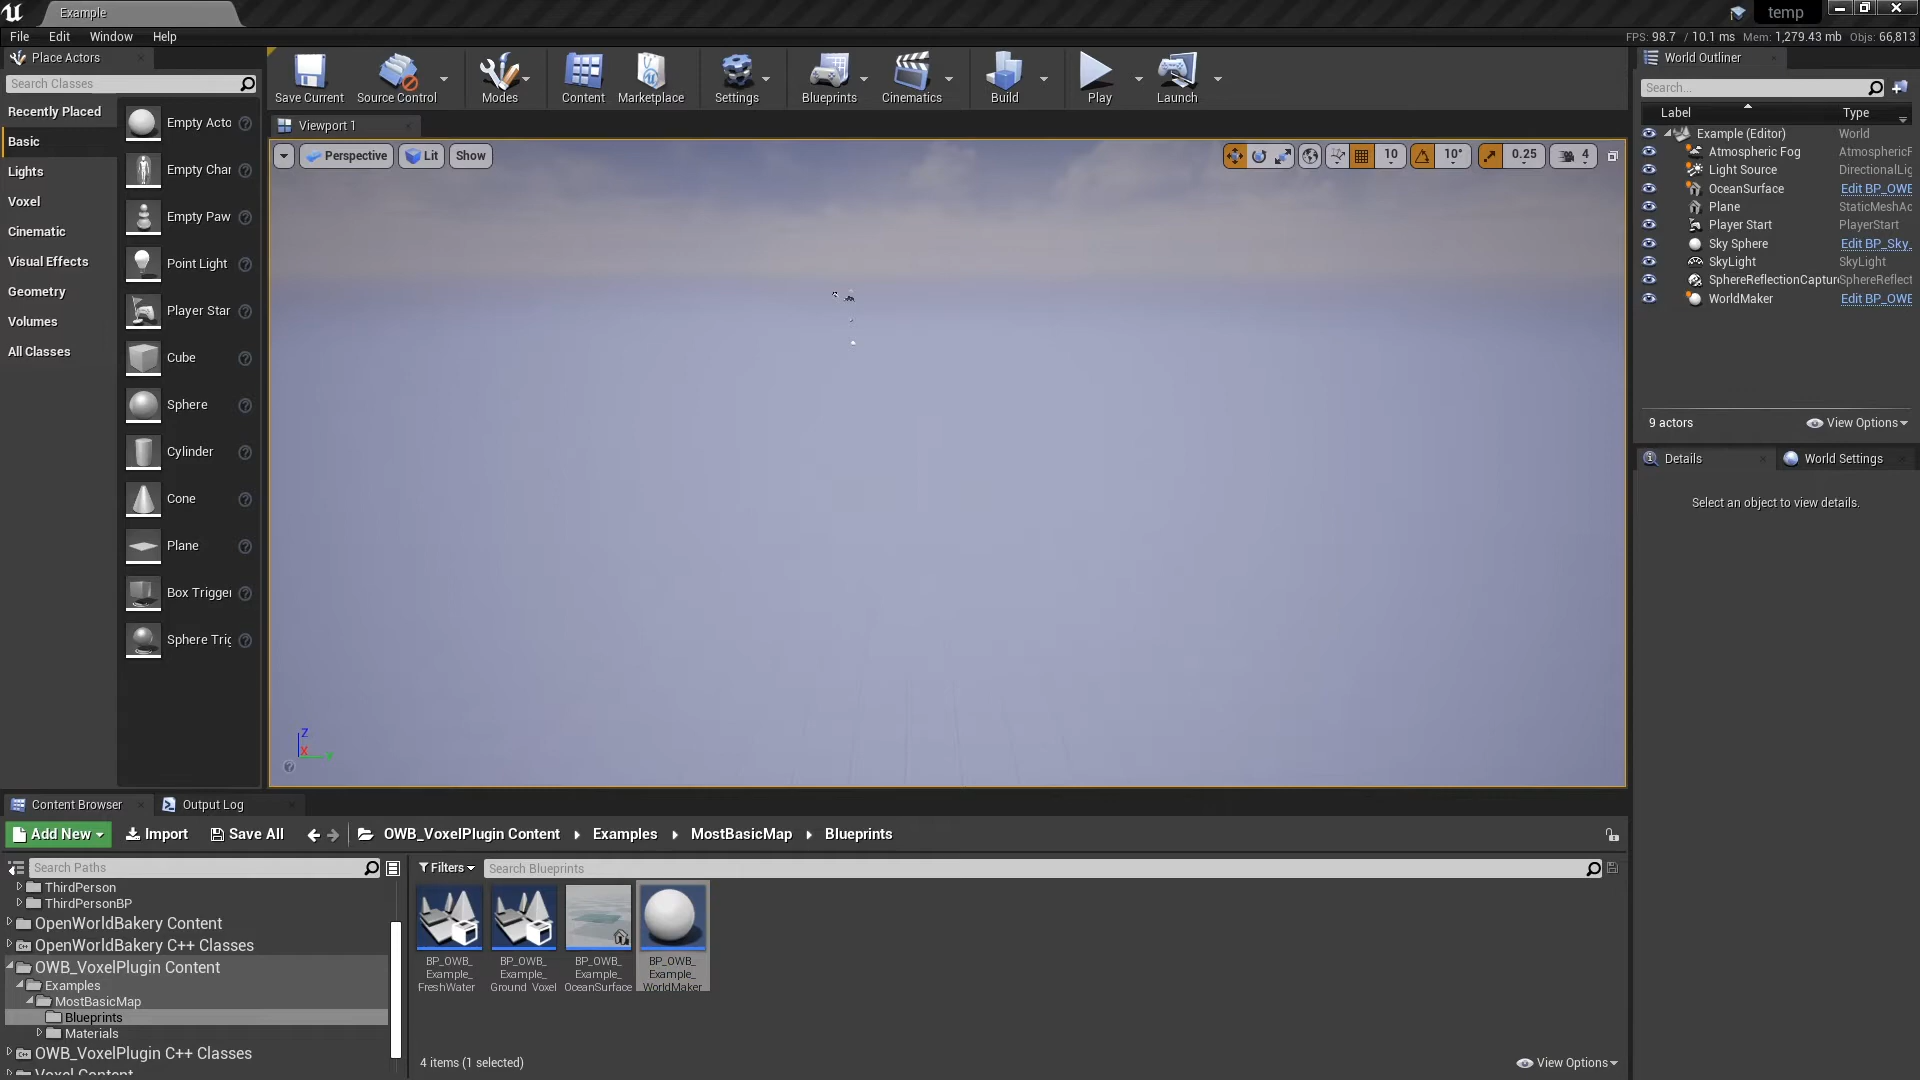 Example
temp
File Edit Window Help
FPS: 98.7 / 10.1 ms Mem: 1,279.43 mb Objs: 66,813
Place Actors
Search Classes
Recently Placed
Basic
Lights
Voxel
Cinematic
Visual Effects
Geometry
Volumes
All Classes
Empty Acto
Empty Char
Empty Paw
Point Light
Player Star
Cube
Sphere
Cylinder
Cone
Plane
Box Trigger
Sphere Trig
Save Current
Source Control
Modes
Content
Marketplace
Settings
Blueprints
Cinematics
Build
Play
Launch
Viewport 1
Perspective
Lit
Show
10
10°
0.25
4
Z
X
World Outliner
Search...
Label Type
Example (Editor) World
Atmospheric Fog AtmosphericF
Light Source DirectionalLig
OceanSurface Edit BP_OWB
Plane StaticMeshAc
Player Start PlayerStart
Sky Sphere Edit BP_Sky_
SkyLight SkyLight
SphereReflectionCapture SphereReflect
WorldMaker Edit BP_OWB
9 actors
View Options
Details
World Settings
Select an object to view details.
Content Browser
Output Log
Add New
Import
Save All
OWB_VoxelPlugin Content
Examples
MostBasicMap
Blueprints
Search Paths
Filters
Search Blueprints
ThirdPerson
ThirdPersonBP
OpenWorldBakery Content
OpenWorldBakery C++ Classes
OWB_VoxelPlugin Content
Examples
MostBasicMap
Blueprints
Materials
OWB_VoxelPlugin C++ Classes
Voxel Content
BP_OWB_
Example_
FreshWater
BP_OWB_
Example_
Ground_Voxel
BP_OWB_
Example_
OceanSurface
BP_OWB_
Example_
WorldMaker
4 items (1 selected)
View Options